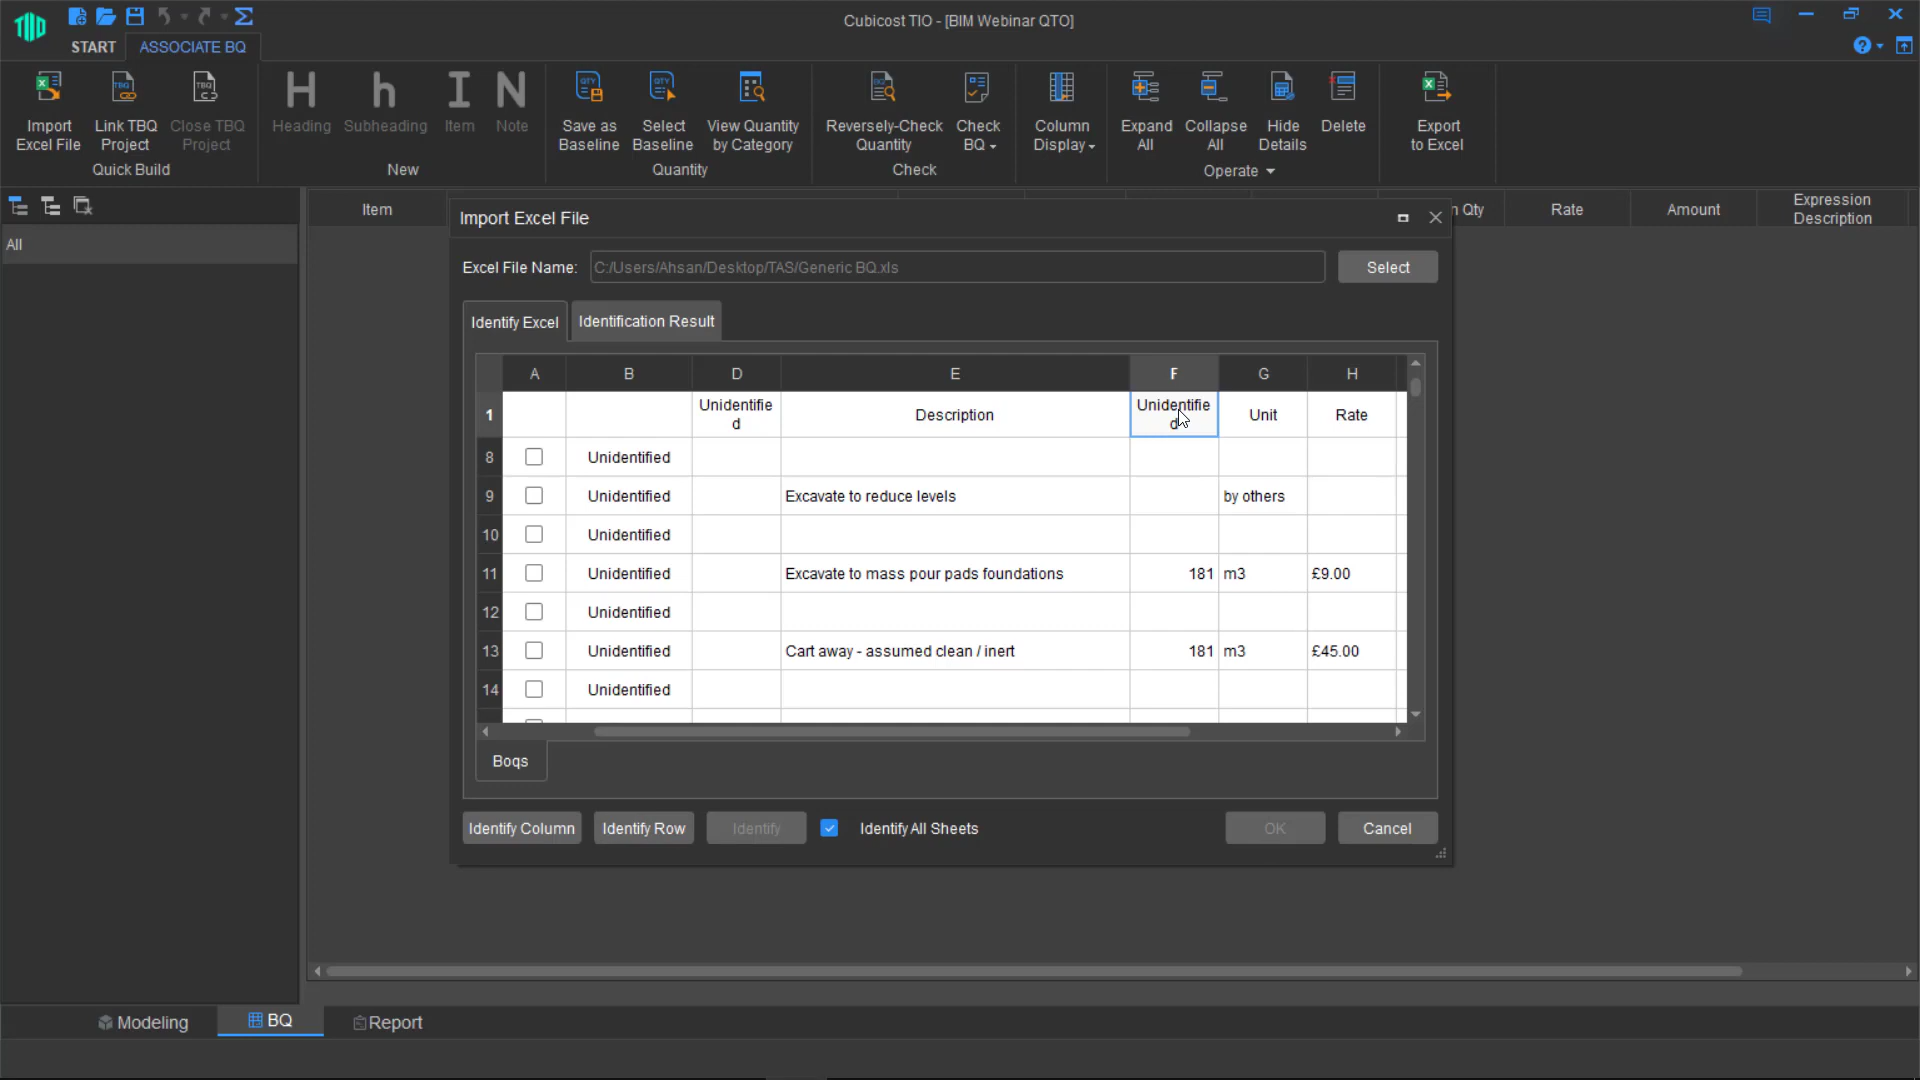 TIO
Cubicost TIO - [BIM Webinar QTO]
START
ASSOCIATE BQ
Import
Excel File
Link TBQ
Project
Close TBQ
Project
Quick Build
H
Heading
h
Subheading
I
Item
N
Note
New
Save as
Baseline
Select
Baseline
View Quantity
by Category
Quantity
Reversely-Check
Quantity
Check
BQ
Check
Column
Display
Expand
All
Collapse
All
Hide
Details
Delete
Operate
Export
to Excel
All
Item
n Qty
Rate
Amount
Expression
Description
Import Excel File
Excel File Name: C:/Users/Ahsan/Desktop/TAS/Generic BQ.xls Select
Identify Excel Identification Result
A B D E F G H
1 Unidentifie
d Description Unidentifie
d Unit Rate
8 Unidentified
9 Unidentified Excavate to reduce levels by others
10 Unidentified
11 Unidentified Excavate to mass pour pads foundations 181 m3 £9.00
12 Unidentified
13 Unidentified Cart away - assumed clean / inert 181 m3 £45.00
14 Unidentified
Boqs
Identify Column Identify Row Identify Identify All Sheets OK Cancel
Modeling BQ Report